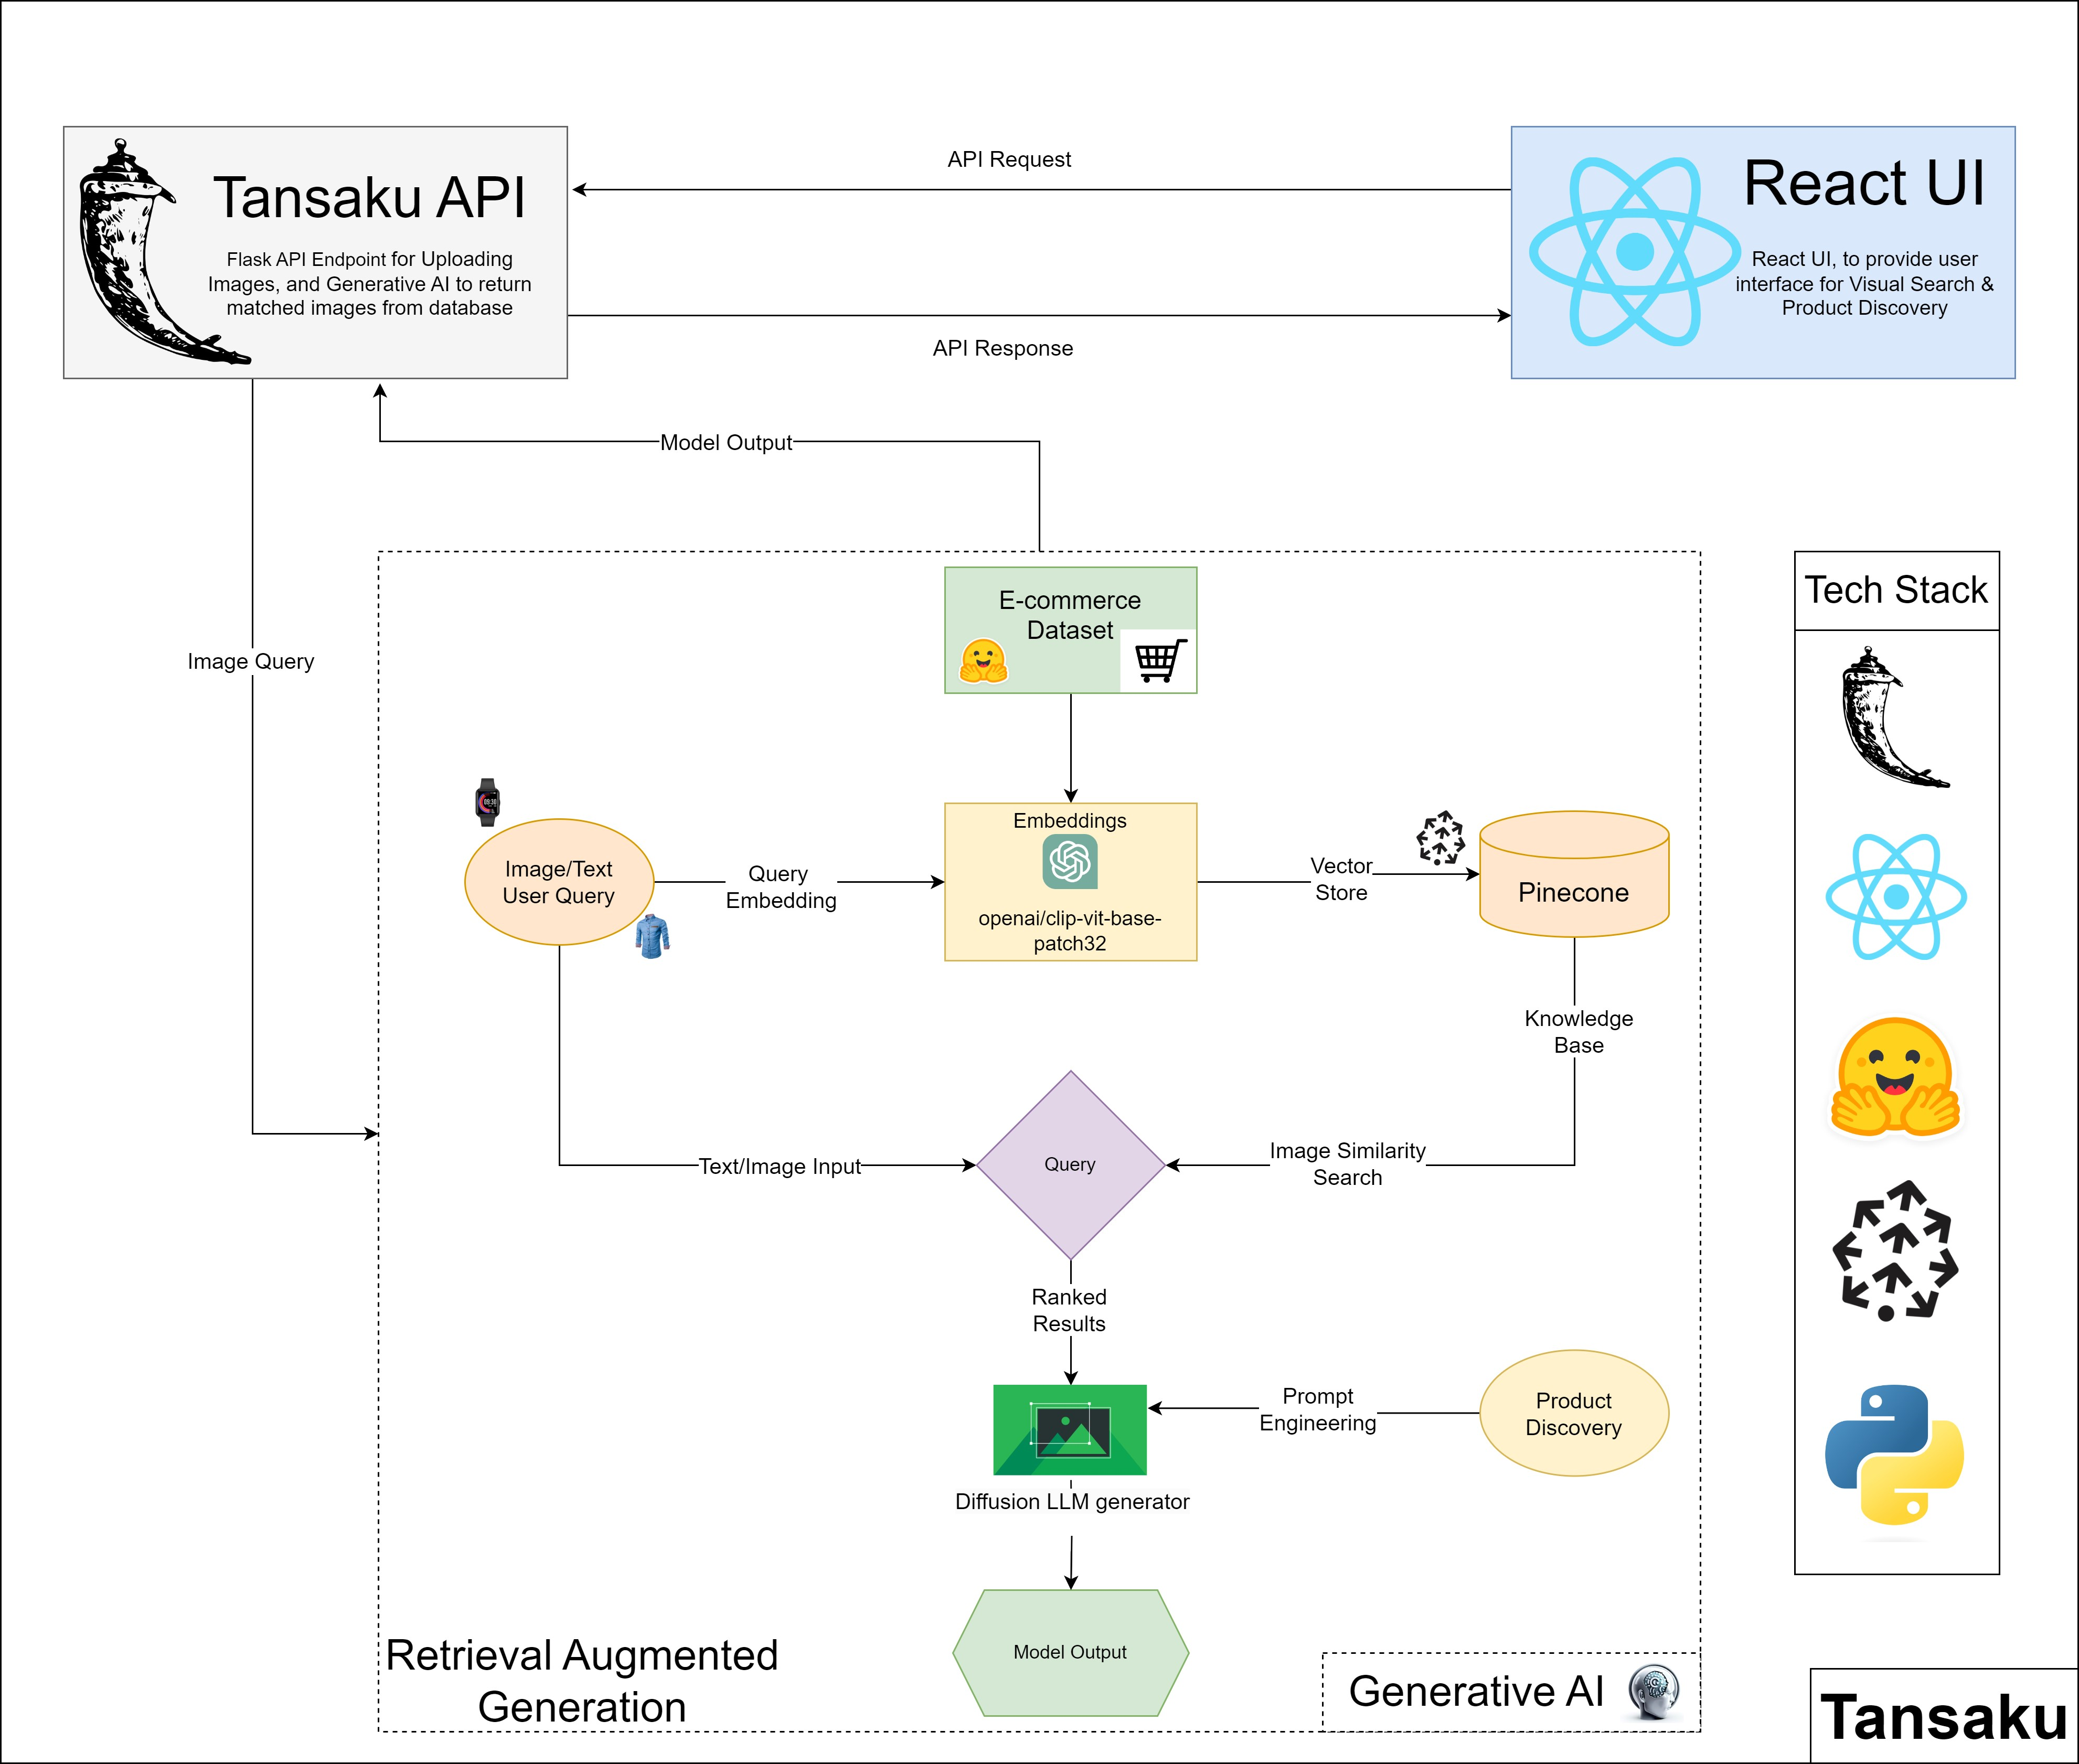 API Request
Tansaku API
Flask API Endpoint for Uploading
Images, and Generative AI to return
matched images from database
React UI
React UI, to provide user
interface for Visual Search &
Product Discovery
API Response
Model Output
Image Query
E-commerce
Dataset
Tech Stack
Image/Text
User Query
Query
Embedding
Embeddings
openai/clip-vit-base-
patch32
Vector
Store
Pinecone
Knowledge
Base
Text/Image Input
Query
Image Similarity
Search
Ranked
Results
Prompt
Engineering
Product
Discovery
Diffusion LLM generator
Model Output
Retrieval Augmented
Generation
Generative AI
Tansaku